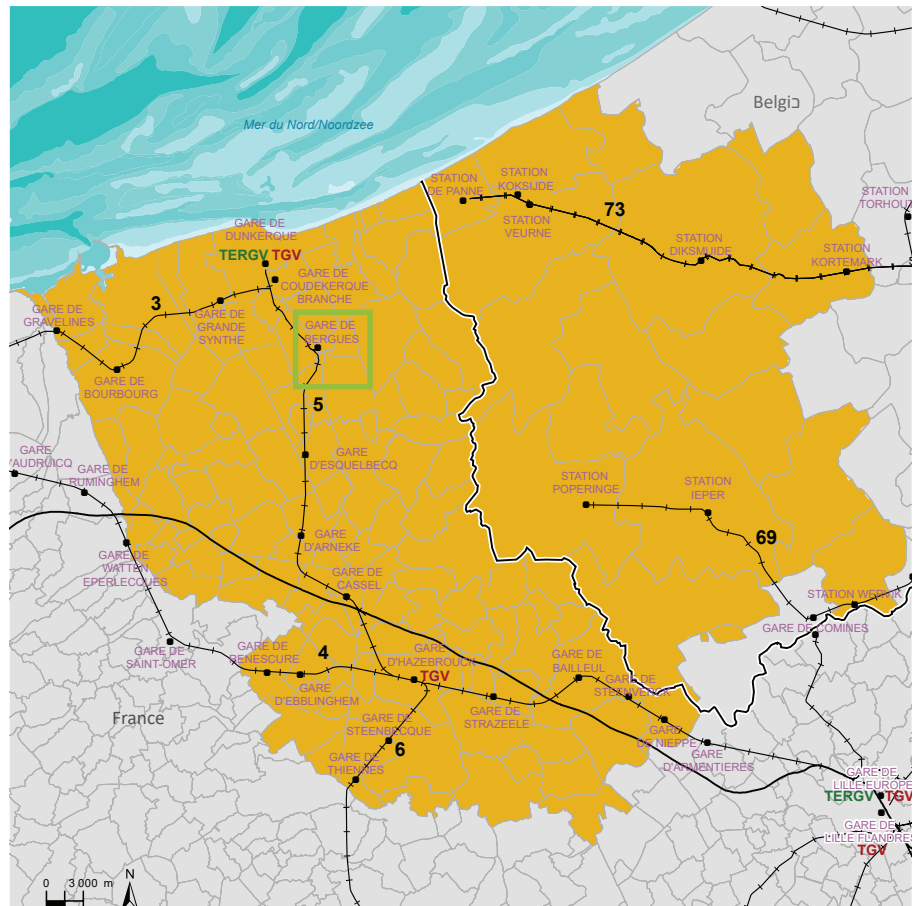 Belgiב
Mer du Nord/Noordzee
STATION
DE PANNE
STATION
KOKSIJDE
STATION
VEURNE
73
STATION
DIKSMUIDE
STATION
TORHOUT
STATION
KORTEMARK
GARE DE
DUNKERQUE
TERGV TGV
GARE DE
COUDEKERQUE
BRANCHE
3
GARE DE
GRAVELINES
GARE DE
GRANDE
SYNTHE
GARE DE
BERGUES
GARE DE
BOURBOURG
5
GARE
D'ESQUELBECQ
GARE
'AUDRUICQ
GARE DE
RUMINGHEM
STATION
POPERINGE
STATION
IEPER
69
GARE
D'ARNEKE
GARE DE
WATTEN
EPERLECQUES
GARE DE
CASSEL
STATION WERVIK
GARE DE COMINES
GARE DE
SAINT-OMER
GARE DE
RENESCURE
4
GARE
D'EBBLINGHEM
GARE
D'HAZEBROUCK
TGV
GARE DE
BAILLEUL
GARE DE
STEENWERCK
GARE DE
STRAZEELE
France
GARE DE
STEENBECQUE
6
GARE DE
THIENNES
GARE
DE NIEPPE
GARE
D'ARMENTIERES
GARE DE
LILLE EUROPE
TERGV TGV
GARE DE
LILLE FLANDRES
TGV
0 3 000 m
N